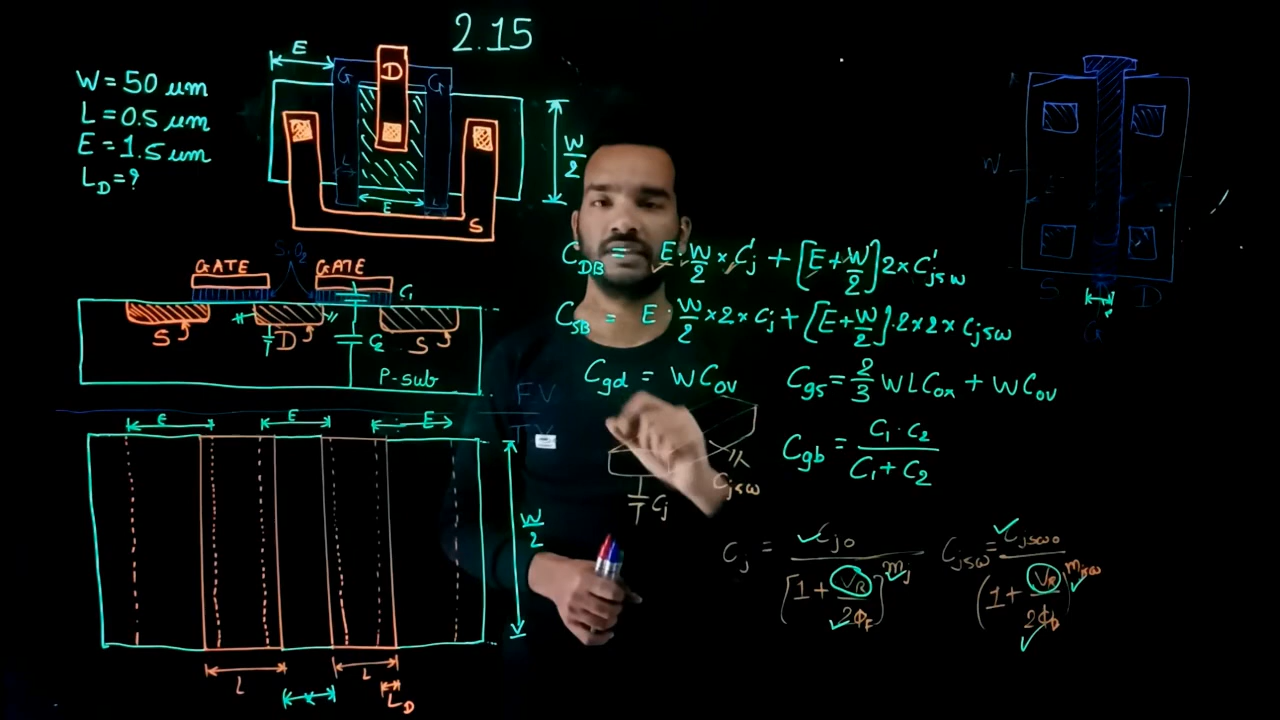 2.15
W = 50 um
L = 0.5 um
E = 1.5 um
L_D = ?
E
G
D
G
L
E
S
W/2
GATE
SiO2
GATE
C1
S
D
C2
S
P-sub
E
E
E
W/2
L
L
L_D
C_DB = E·W/2 × C'_j + [E + W/2]2 × C'_jsw
C_SB = E·W/2 × 2 × C_j + [E + W/2]·2 × 2 × C_jsw
C_gd = W C_ov
C_gs = 2/3 W L C_ox + W C_ov
C_gb = C1·C2 / C1 + C2
C_j
C_jsw
C_j = C_j0 / [1 + V_R/2Φ_F]^m_j
C_jsw = C_jsw0 / (1 + V_R/2Φ_B)^m_jsw
W
S
D
G